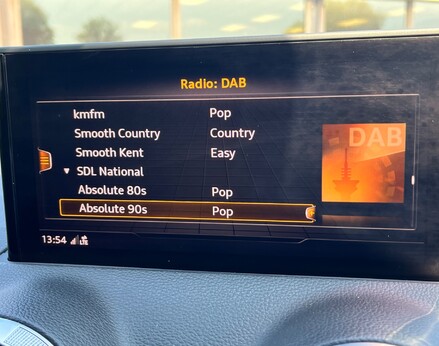 Radio: DAB
kmfm Pop
Smooth Country Country
Smooth Kent Easy
DAB
▼ SDL National
Absolute 80s Pop
Absolute 90s Pop
13:54 LTE